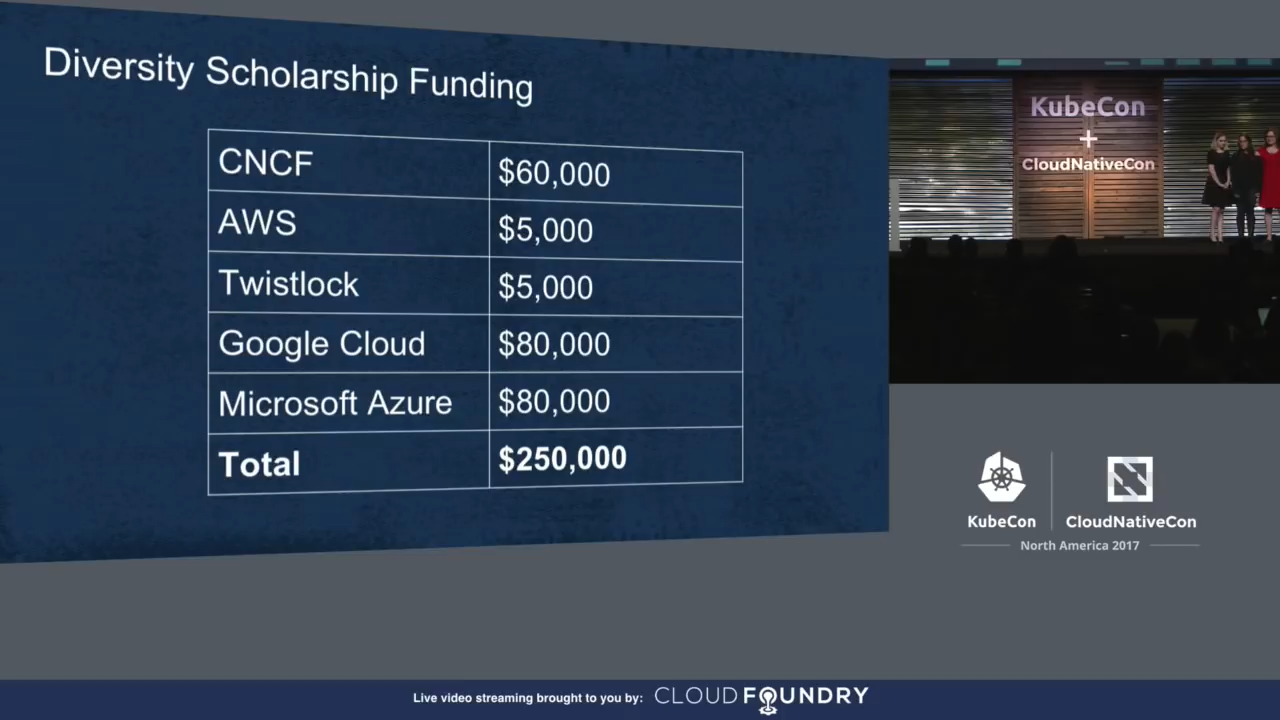 Diversity Scholarship Funding
CNCF $60,000
AWS $5,000
Twistlock $5,000
Google Cloud $80,000
Microsoft Azure $80,000
Total $250,000
KubeCon
+
CloudNativeCon
KubeCon CloudNativeCon
North America 2017
Live video streaming brought to you by: CLOUD FOUNDRY